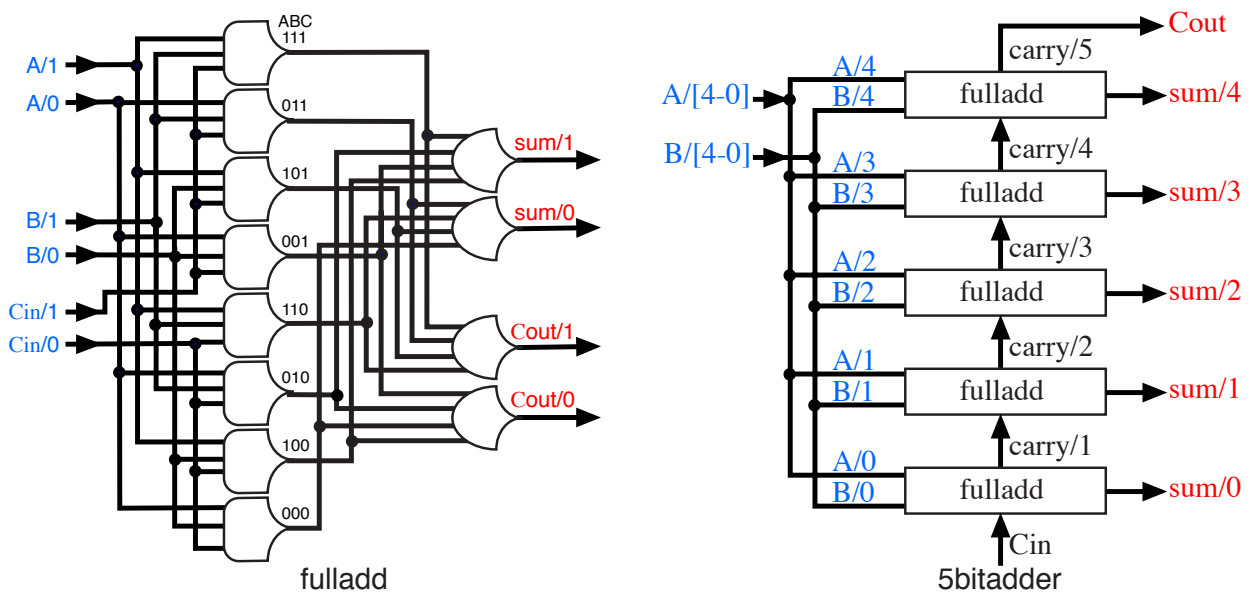 ABC
111
A/1
A/0
011
101
B/1
B/0
001
Cin/1
110
Cin/0
010
100
000
sum/1
sum/0
Cout/1
Cout/0
fulladd
Cout
carry/5
A/4
B/4
fulladd
sum/4
A/[4-0]
B/[4-0]
carry/4
A/3
B/3
fulladd
sum/3
carry/3
A/2
B/2
fulladd
sum/2
carry/2
A/1
B/1
fulladd
sum/1
carry/1
A/0
B/0
fulladd
sum/0
Cin
5bitadder